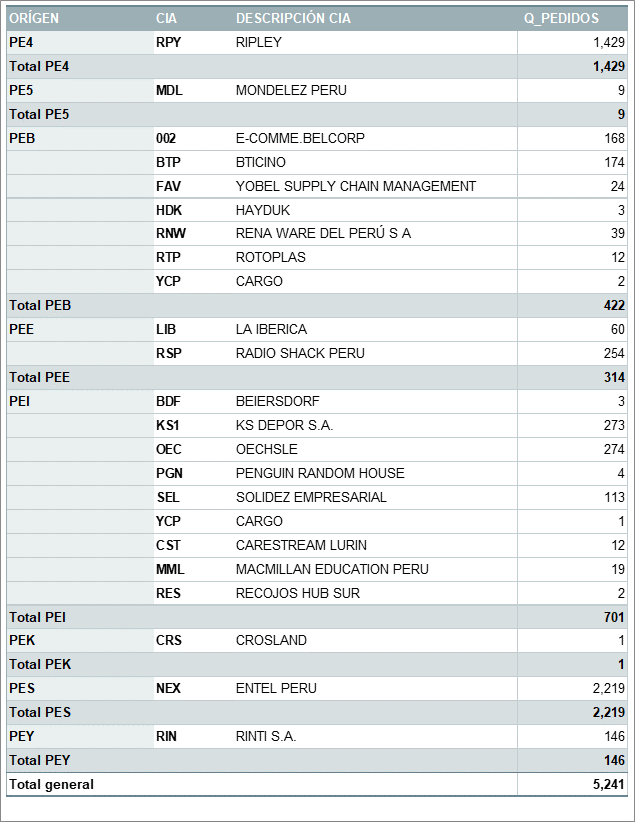 ORÍGEN CIA DESCRIPCIÓN CIA Q_PEDIDOS
PE4 RPY RIPLEY 1,429
Total PE4 1,429
PE5 MDL MONDELEZ PERU 9
Total PE5 9
PEB 002 E-COMME.BELCORP 168
BTP BTICINO 174
FAV YOBEL SUPPLY CHAIN MANAGEMENT 24
HDK HAYDUK 3
RNW RENA WARE DEL PERÚ S A 39
RTP ROTOPLAS 12
YCP CARGO 2
Total PEB 422
PEE LIB LA IBERICA 60
RSP RADIO SHACK PERU 254
Total PEE 314
PEI BDF BEIERSDORF 3
KS1 KS DEPOR S.A. 273
OEC OECHSLE 274
PGN PENGUIN RANDOM HOUSE 4
SEL SOLIDEZ EMPRESARIAL 113
YCP CARGO 1
CST CARESTREAM LURIN 12
MML MACMILLAN EDUCATION PERU 19
RES RECOJOS HUB SUR 2
Total PEI 701
PEK CRS CROSLAND 1
Total PEK 1
PES NEX ENTEL PERU 2,219
Total PES 2,219
PEY RIN RINTI S.A. 146
Total PEY 146
Total general 5,241